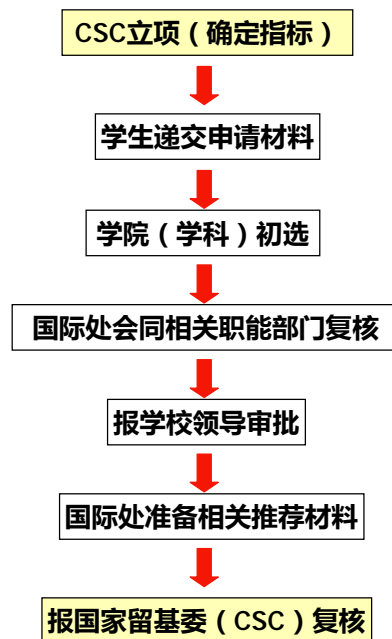 CSC立项（确定指标）
学生递交申请材料
学院（学科）初选
国际处会同相关职能部门复核
报学校领导审批
国际处准备相关推荐材料
报国家留基委（CSC）复核